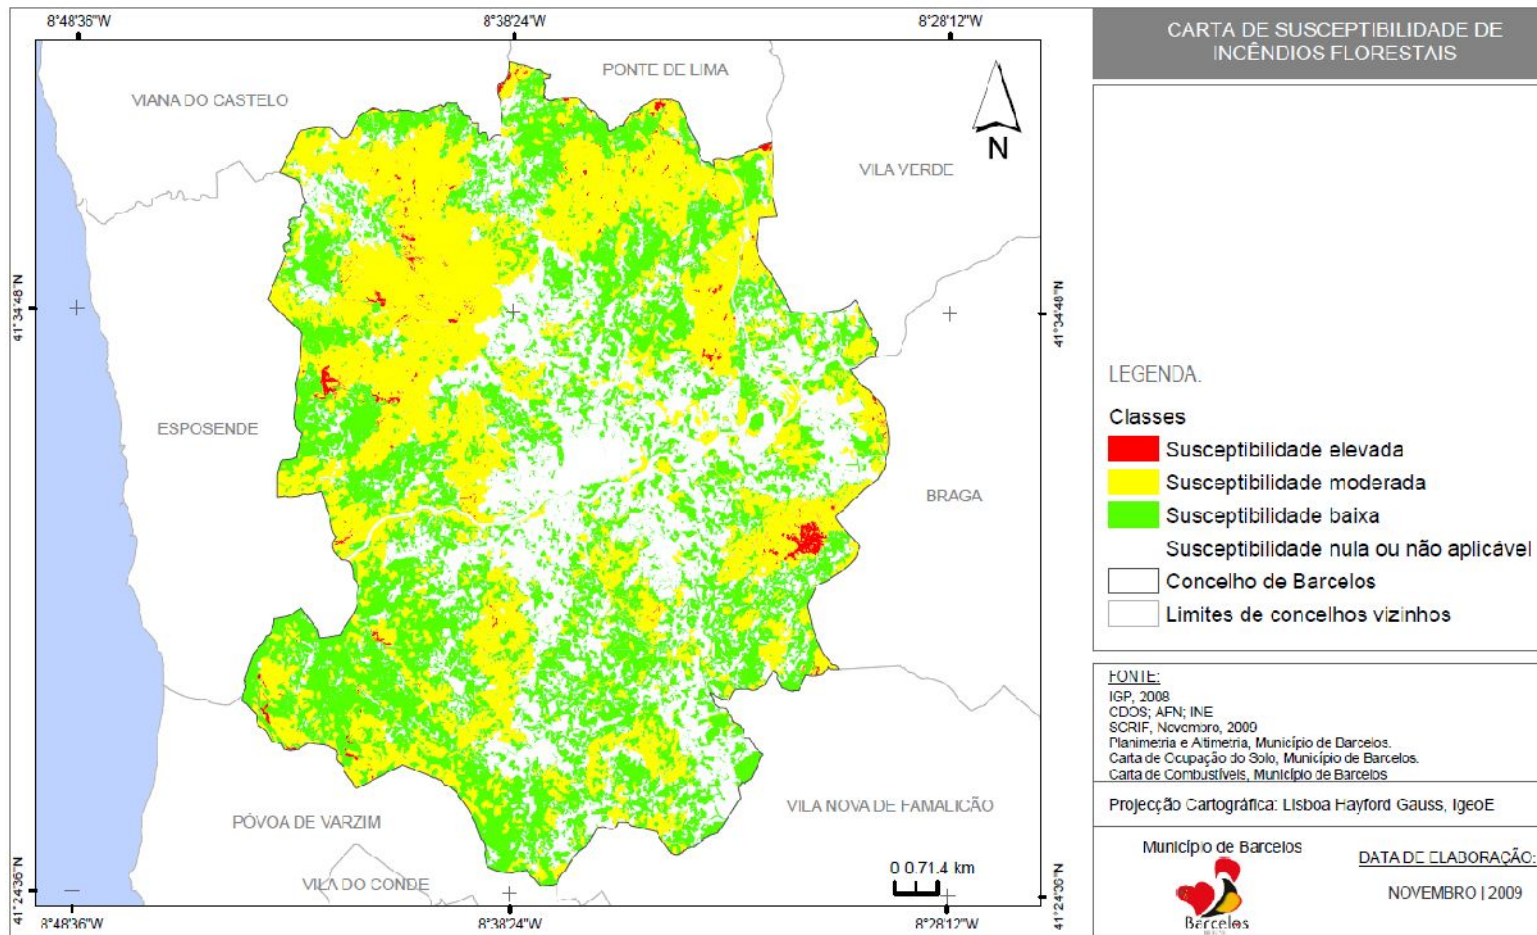 8°48'36"W
8°38'24"W
8°28'12"W
CARTA DE SUSCEPTIBILIDADE DE
INCÊNDIOS FLORESTAIS
PONTE DE LIMA
VIANA DO CASTELO
N
VILA VERDE
41°34'48"N
41°34'48"N
LEGENDA.
Classes
Susceptibilidade elevada
Susceptibilidade moderada
Susceptibilidade baixa
Susceptibilidade nula ou não aplicável
Concelho de Barcelos
Limites de concelhos vizinhos
ESPOSENDE
BRAGA
FONTE:
IGP, 2008
CDOS; AFN; INE
SCRIF, Novembro, 2009
Planimetria e Altimetria, Município de Barcelos.
Carta de Ocupação do Solo, Município de Barcelos.
Carta de Combustíveis, Município de Barcelos
Projecção Cartográfica: Lisboa Hayford Gauss, IgeoE
VILA NOVA DE FAMALICÃO
PÓVOA DE VARZIM
VILA DO CONDE
0 0.71.4 km
Município de Barcelos
Barcelos
DATA DE ELABORAÇÃO:
NOVEMBRO | 2009
41°24'36"N
41°24'36"N
8°48'36"W
8°38'24"W
8°28'12"W